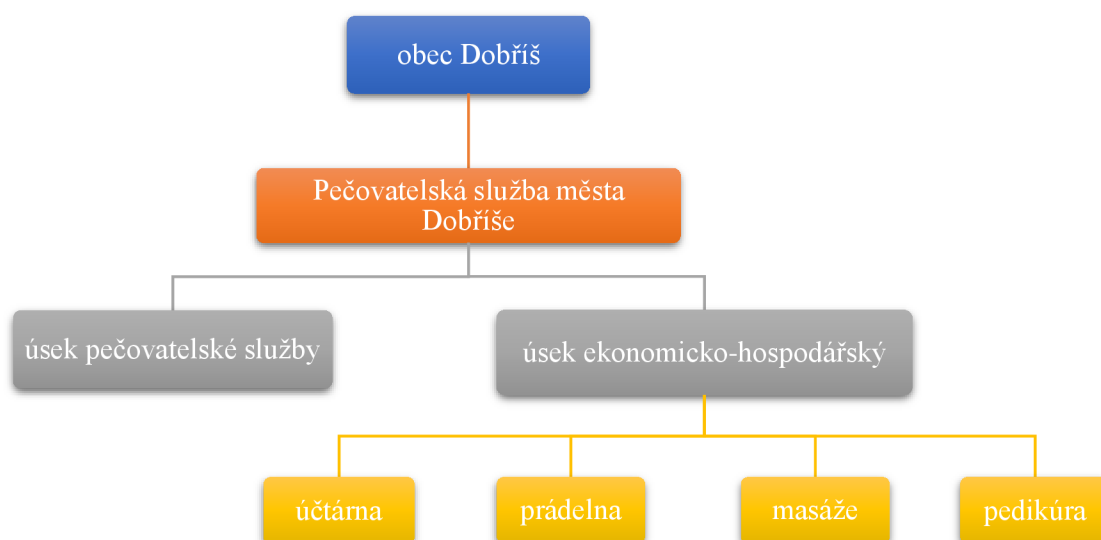 obec Dobříš
Pečovatelská služba města
Dobříše
úsek pečovatelské služby
úsek ekonomicko-hospodářský
účtárna
prádelna
masáže
pedikúra